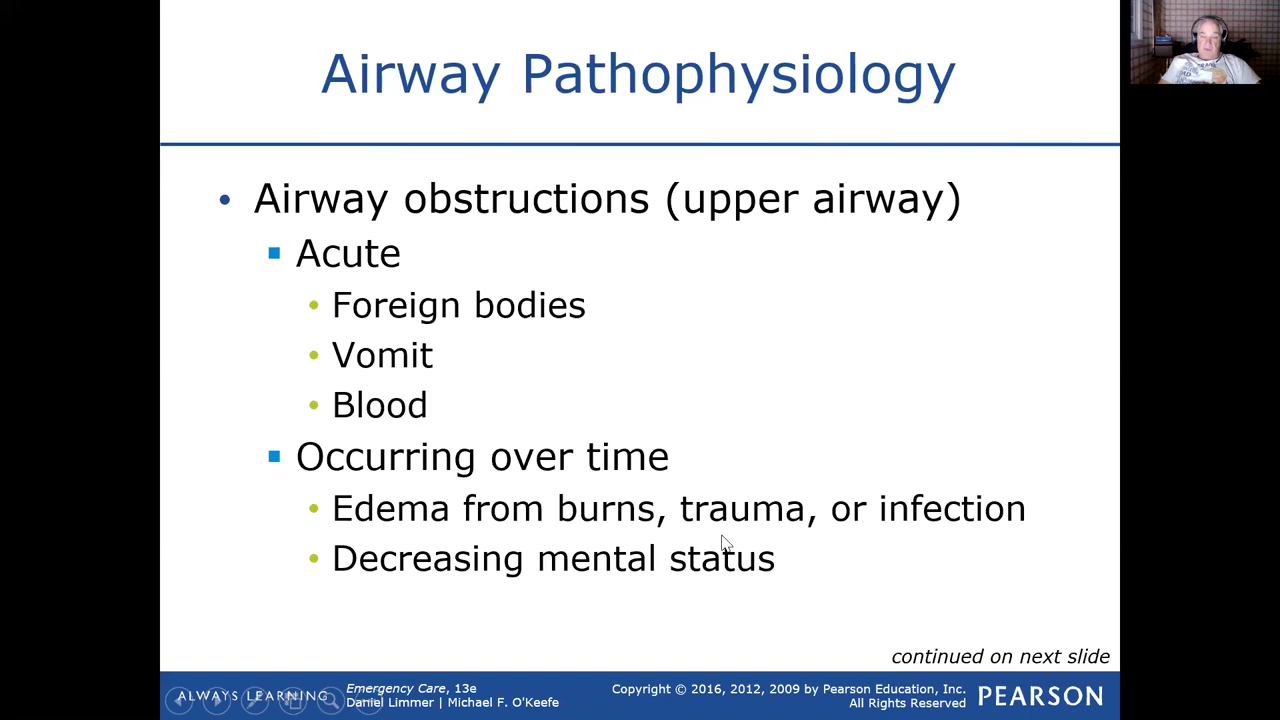 Airway Pathophysiology
• Airway obstructions (upper airway)
▪ Acute
• Foreign bodies
• Vomit
• Blood
▪ Occurring over time
• Edema from burns, trauma, or infection
• Decreasing mental status
continued on next slide
ALWAYS LEARNING
Emergency Care, 13e
Daniel Limmer | Michael F. O'Keefe
Copyright © 2016, 2012, 2009 by Pearson Education, Inc.
All Rights Reserved
PEARSON